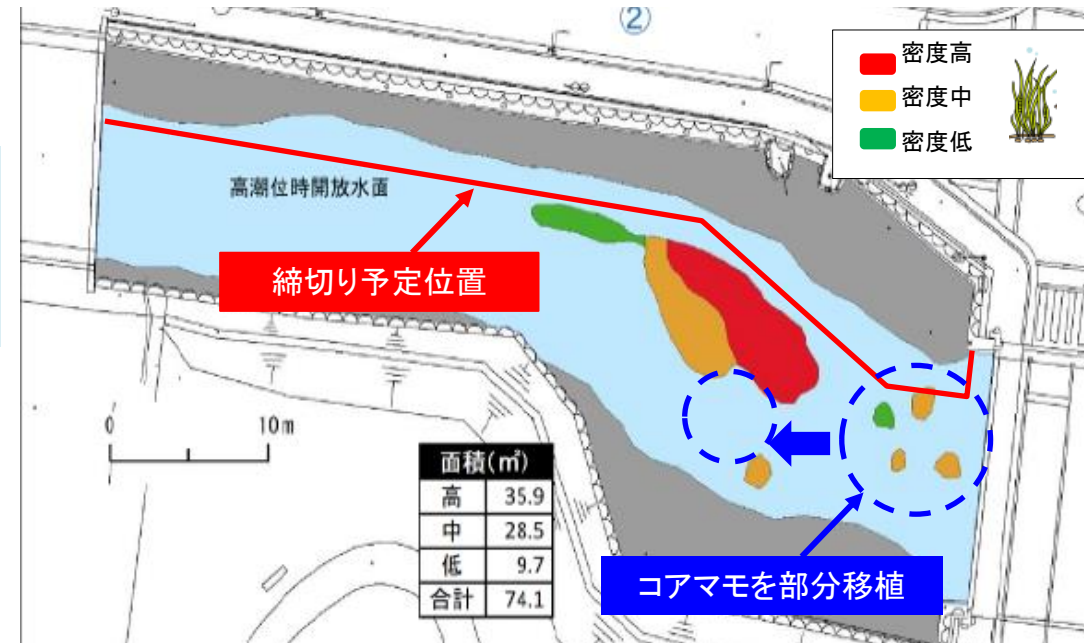 ②
密度高
密度中
密度低
高潮位時開放水面
締切り予定位置
0 10m
面積(㎡)
高 35.9
中 28.5
低 9.7
合計 74.1
コアマモを部分移植